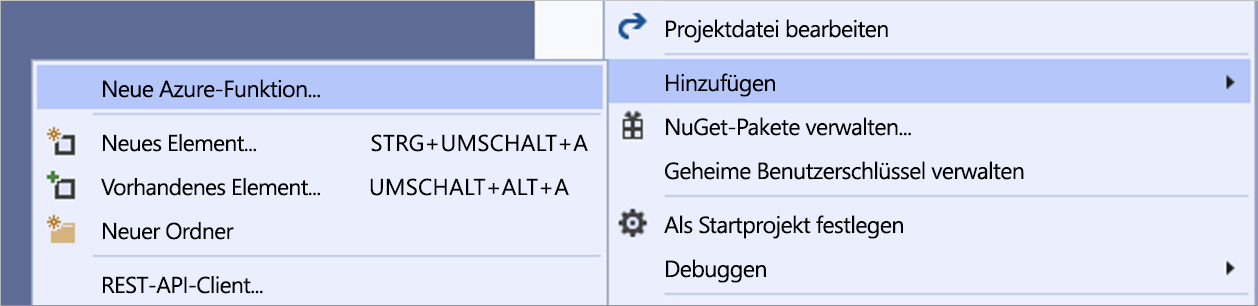 Projektdatei bearbeiten
Hinzufügen
NuGet-Pakete verwalten...
Geheime Benutzerschlüssel verwalten
Als Startprojekt festlegen
Debuggen
Neue Azure-Funktion...
Neues Element... STRG+UMSCHALT+A
Vorhandenes Element... UMSCHALT+ALT+A
Neuer Ordner
REST-API-Client...